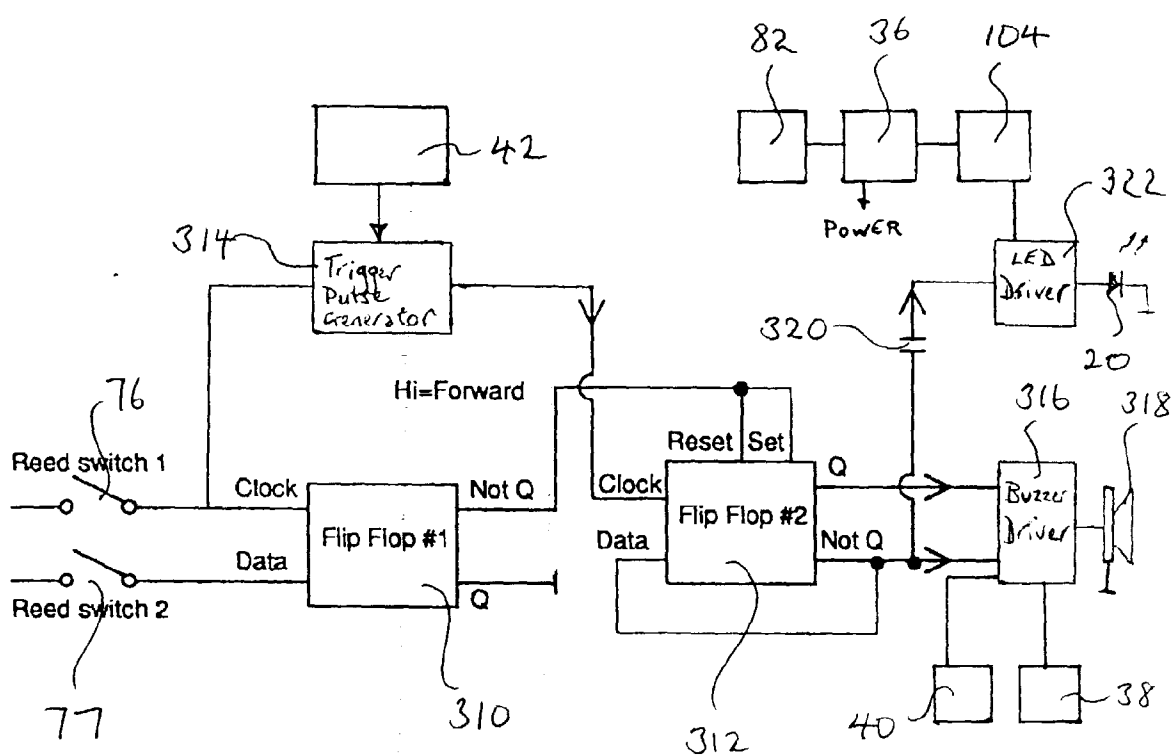 82
36
104
42
322
POWER
314
Trigger
Pulse
Generator
LED
Driver
320
20
Hi=Forward
76
316
318
Reset Set
Reed switch 1
Clock
Not Q
Clock
Q
Buzzer
Driver
Flip Flop #1
Flip Flop #2
Data
Data
Not Q
Reed switch 2
Q
77
310
312
40
38